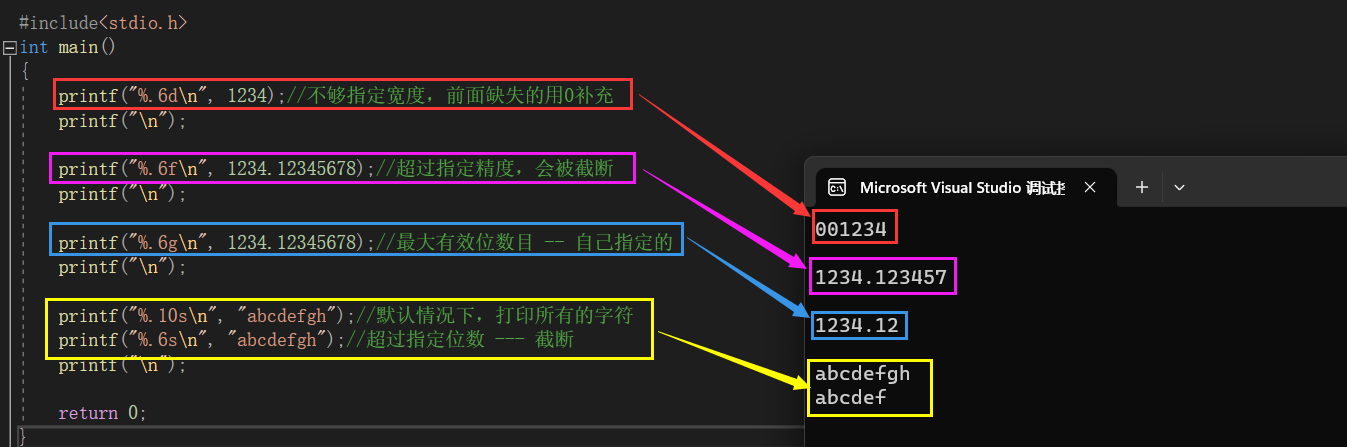 #include<stdio.h>
int main()
{
printf("%.6d\n", 1234);//不够指定宽度，前面缺失的用0补充
printf("\n");
printf("%.6f\n", 1234.12345678);//超过指定精度，会被截断
printf("\n");
printf("%.6g\n", 1234.12345678);//最大有效位数目 -- 自己指定的
printf("\n");
printf("%.10s\n", "abcdefgh");//默认情况下，打印所有的字符
printf("%.6s\n", "abcdefgh");//超过指定位数 --- 截断
printf("\n");
return 0;
}
Microsoft Visual Studio 调试
001234
1234.123457
1234.12
abcdefgh
abcdef